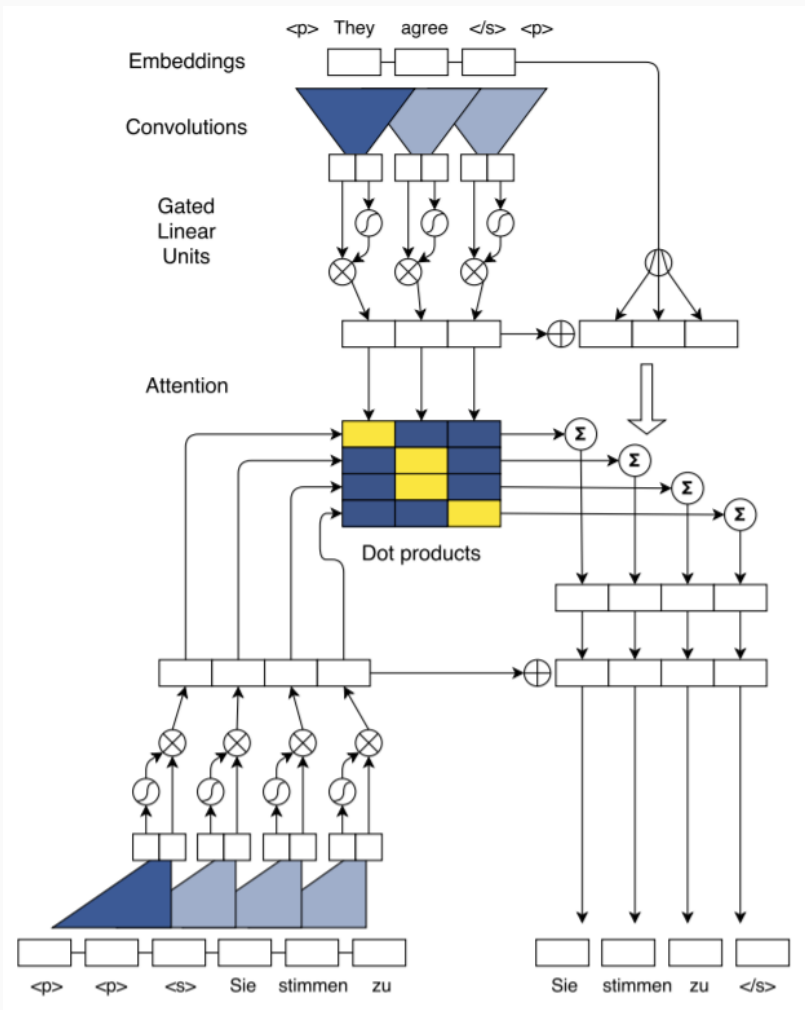 <p> They agree </s> <p>
Embeddings
Convolutions
Gated
Linear
Units
Attention
Σ
Σ
Σ
Σ
Dot products
<p> <p> <s> Sie stimmen zu
Sie stimmen zu </s>